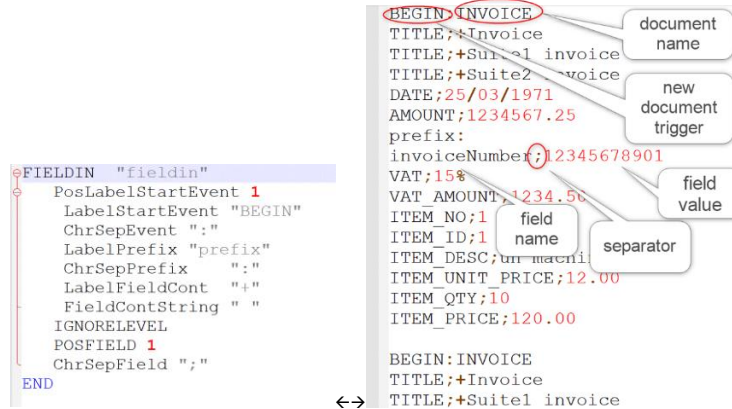 FIELDIN "fieldin"
PosLabelStartEvent 1
LabelStartEvent "BEGIN"
ChrSepEvent ":"
LabelPrefix "prefix"
ChrSepPrefix ":"
LabelFieldCont "+"
FieldContString " "
IGNORELEVEL
POSFIELD 1
ChrSepField ";"
END
←→
BEGIN:INVOICE
TITLE;+Invoice
TITLE;+Suite1 invoice
TITLE;+Suite2 invoice
DATE;25/03/1971
AMOUNT;1234567.25
prefix:
invoiceNumber;12345678901
VAT;15%
VAT_AMOUNT;1234.50
ITEM_NO;1
ITEM_ID;1
ITEM_DESC;un machin
ITEM_UNIT_PRICE;12.00
ITEM_QTY;10
ITEM_PRICE;120.00
BEGIN:INVOICE
TITLE;+Invoice
TITLE;+Suite1 invoice
document
name
new
document
trigger
field
value
field
name
separator